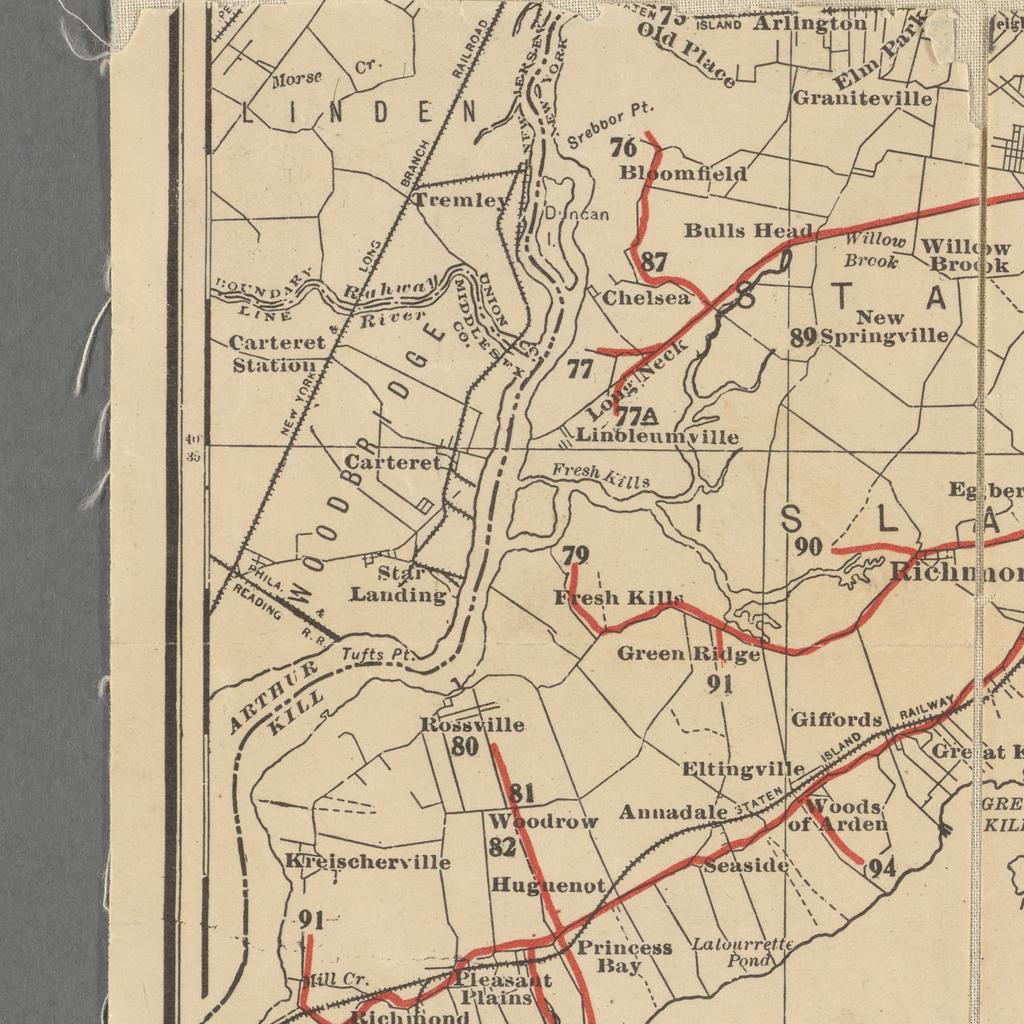 75
ISLAND
Arlington
Old Place
Elm Park
Graniteville
Morse Cr.
RAILROAD
LINDEN
NEW JERSEY
NEW YORK
Srebbor Pt.
76
Bloomfield
BRANCH
Tremley
Duncan
Bulls Head
Willow
Brook
Willow
Brook
LONG
87
Chelsea
S T A
New
Springville
89
BOUNDARY
LINE
Rahway
River
UNION
MIDDLESEX
CO.
Carteret
Station
NEW YORK &
77
Long Neck
77A
Linoleumville
40°
35
WOODBRIDGE
Carteret
Fresh Kills
I S L A
90
Richmon
79
Fresh Kills
PHILA. &
READING R. R.
Star
Landing
Green Ridge
91
Tufts Pt.
ARTHUR
KILL
Rossville
80
Giffords
STATEN ISLAND RAILWAY
Great K
Eltingville
81
Woodrow
82
Annadale
Woods
of Arden
GRE
KIL
Kreischerville
Seaside
94
Huguenot
91
Princess
Bay
Latourrette
Pond
Mill Cr.
Pleasant
Plains
Richmond